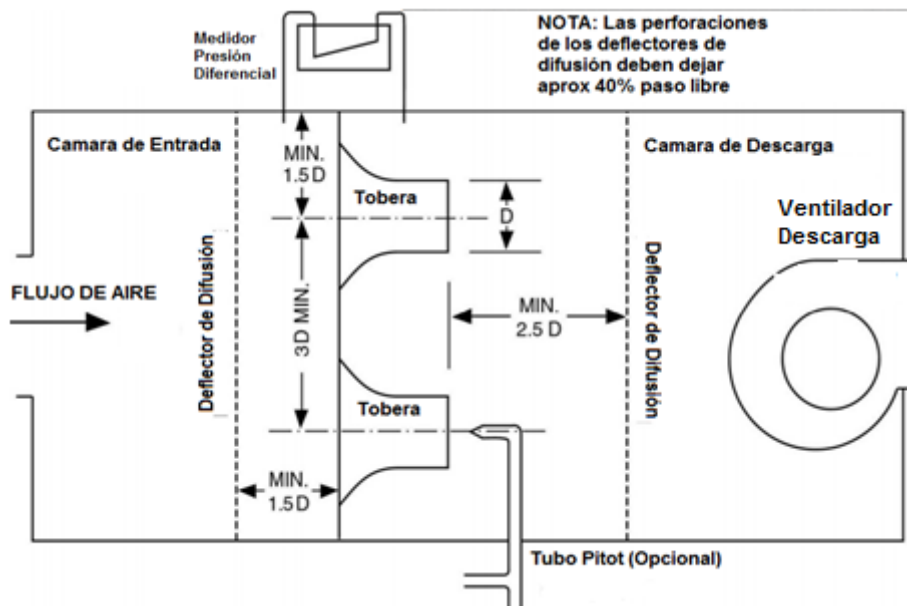 Medidor
Presión
Diferencial
NOTA: Las perforaciones
de los deflectores de
difusión deben dejar
aprox 40% paso libre
Camara de Entrada
MIN.
1.5 D
Tobera
D
Camara de Descarga
Ventilador
Descarga
FLUJO DE AIRE
Deflector de Difusión
3D MIN.
MIN.
2.5 D
Deflector de Difusión
Tobera
MIN.
1.5 D
Tubo Pitot (Opcional)